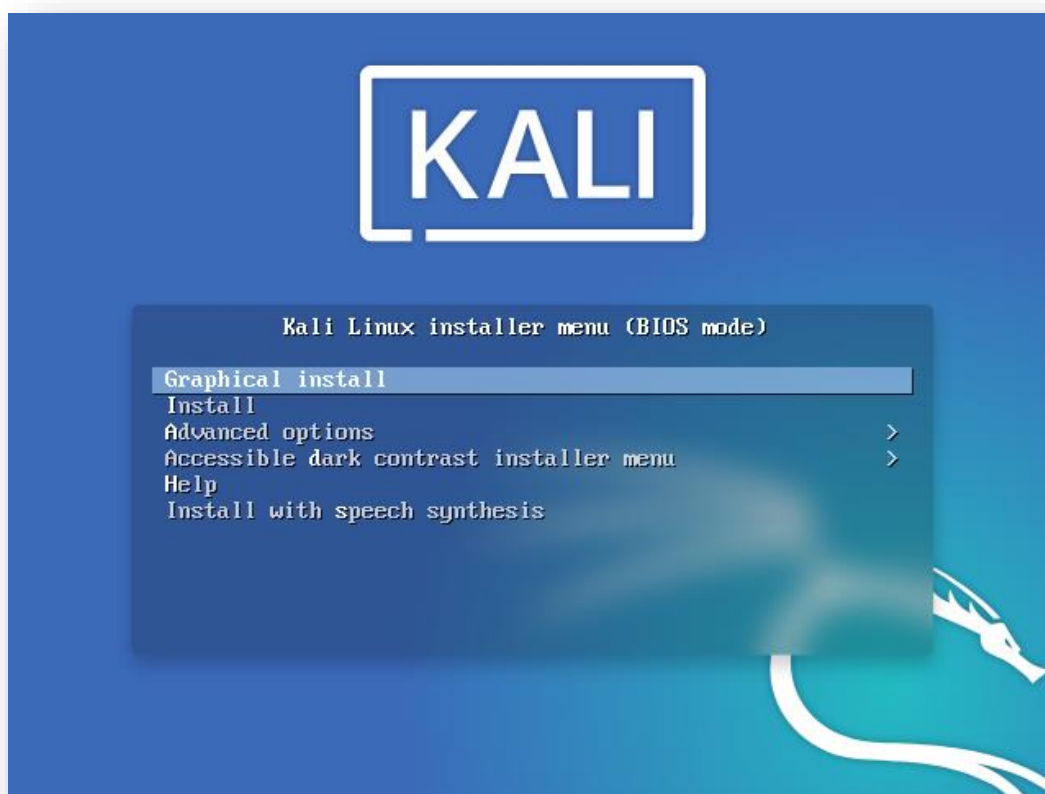 KALI
Kali Linux installer menu (BIOS mode)
Graphical install
Install
Advanced options >
Accessible dark contrast installer menu >
Help
Install with speech synthesis